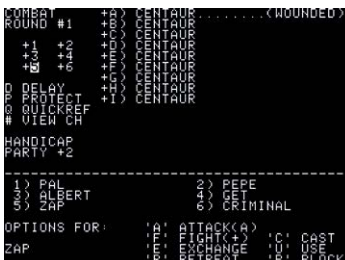 COMBAT +A) CENTAUR........(WOUNDED)
ROUND #1 +B) CENTAUR
+C) CENTAUR
+1 +2 +D) CENTAUR
+3 +4 +E) CENTAUR
+5 +6 +F) CENTAUR
+G) CENTAUR
D DELAY +H) CENTAUR
P PROTECT +I) CENTAUR
Q QUICKREF
# VIEW CH
HANDICAP
PARTY +2
1) PAL 2) PEPE
3) ALBERT 4) GET
5) ZAP 6) CRIMINAL
OPTIONS FOR: 'A' ATTACK(A)
'F' FIGHT(+) 'C' CAST
ZAP 'E' EXCHANGE 'U' USE
'R' RETREAT 'B' BLOCK